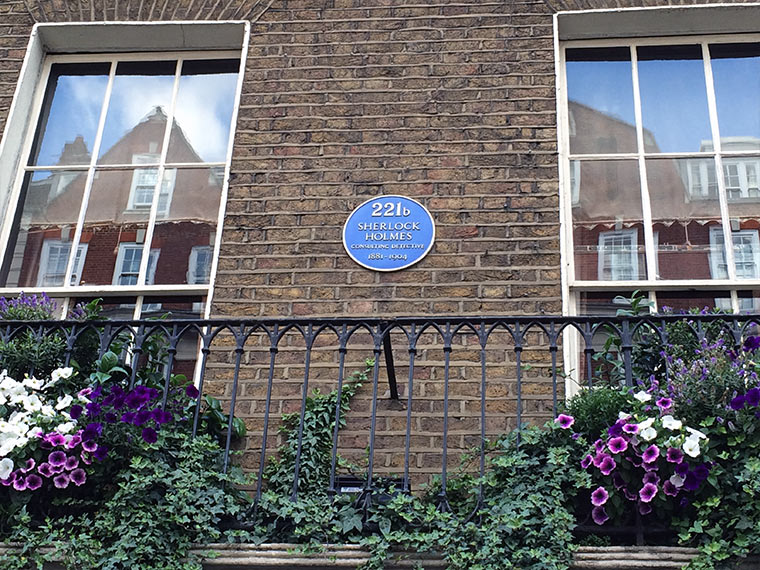 221b
SHERLOCK
HOLMES
CONSULTING DETECTIVE
1881–1904